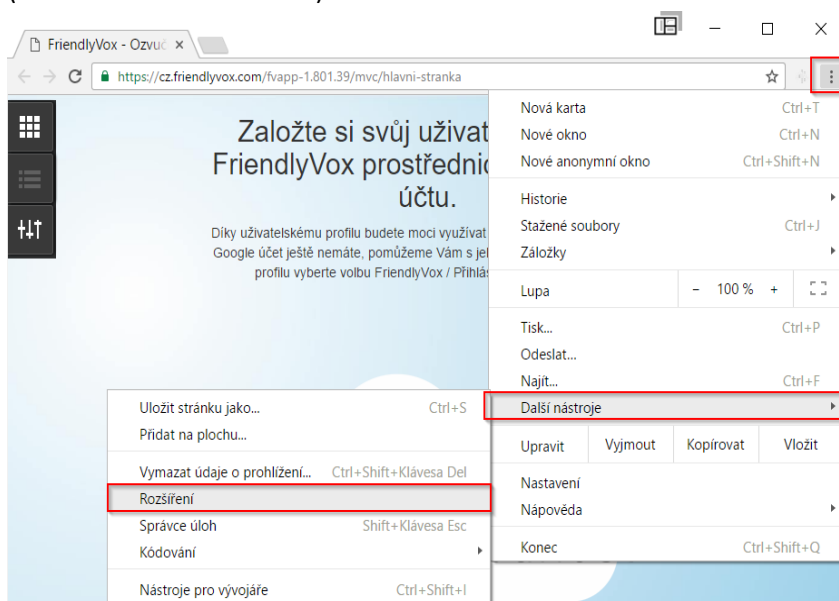 FriendlyVox - Ozvuč
https://cz.friendlyvox.com/fvapp-1.801.39/mvc/hlavni-stranka
Založte si svůj uživat
FriendlyVox prostřednic
účtu.
Díky uživatelskému profilu budete moci využívat
Google účet ještě nemáte, pomůžeme Vám s jel
profilu vyberte volbu FriendlyVox / Přihlás
Nová karta Ctrl+T
Nové okno Ctrl+N
Nové anonymní okno Ctrl+Shift+N
Historie
Stažené soubory Ctrl+J
Záložky
Lupa - 100 % +
Tisk... Ctrl+P
Odeslat...
Najít... Ctrl+F
Další nástroje
Upravit Vyjmout Kopírovat Vložit
Nastavení
Nápověda
Konec Ctrl+Shift+Q
Uložit stránku jako... Ctrl+S
Přidat na plochu...
Vymazat údaje o prohlížení... Ctrl+Shift+Klávesa Del
Rozšíření
Správce úloh Shift+Klávesa Esc
Kódování
Nástroje pro vývojáře Ctrl+Shift+I